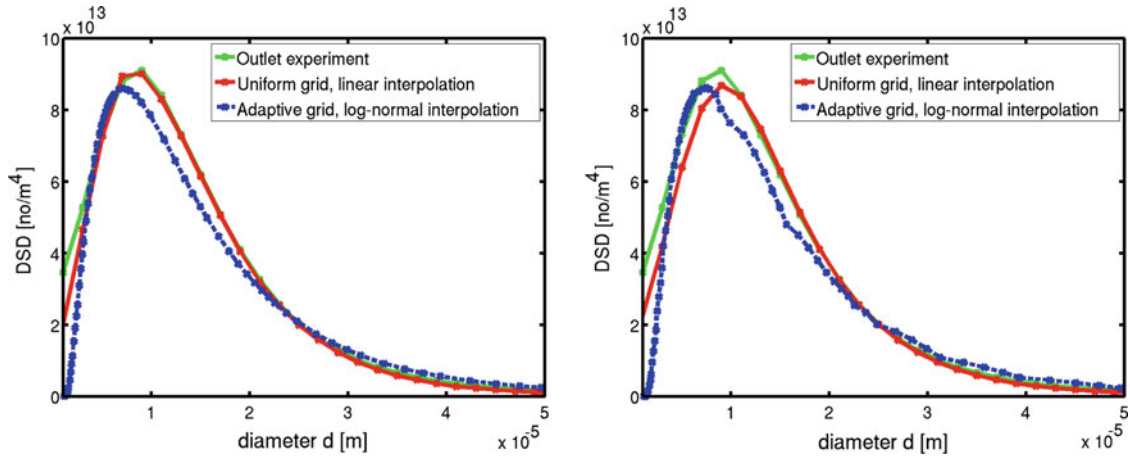 x 10^13
10
8
6
4
2
0
DSD [no/m^4]
Outlet experiment
Uniform grid, linear interpolation
Adaptive grid, log-normal interpolation
1
2
3
4
5
diameter d [m]
x 10^-5
x 10^13
10
8
6
4
2
0
DSD [no/m^4]
Outlet experiment
Uniform grid, linear interpolation
Adaptive grid, log-normal interpolation
1
2
3
4
5
diameter d [m]
x 10^-5